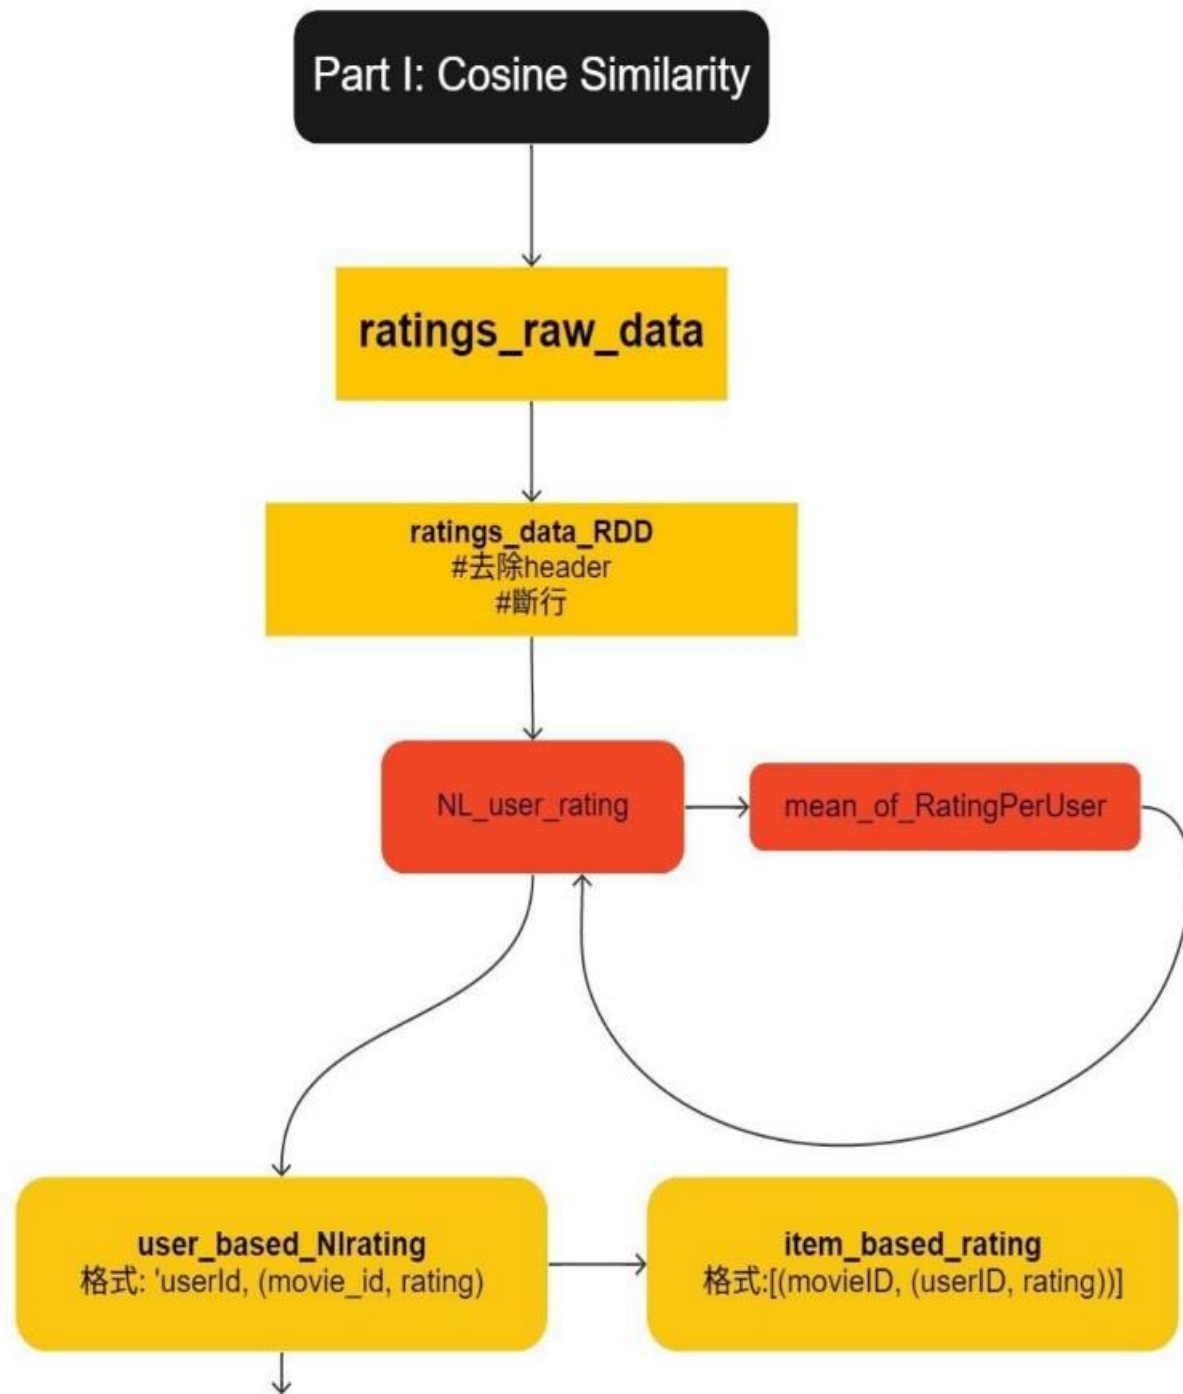 Part I: Cosine Similarity
ratings_raw_data
ratings_data_RDD
#去除header
#斷行
NL_user_rating
mean_of_RatingPerUser
user_based_NIrating
格式: 'userId, (movie_id, rating)
item_based_rating
格式:[(movieID, (userID, rating))]